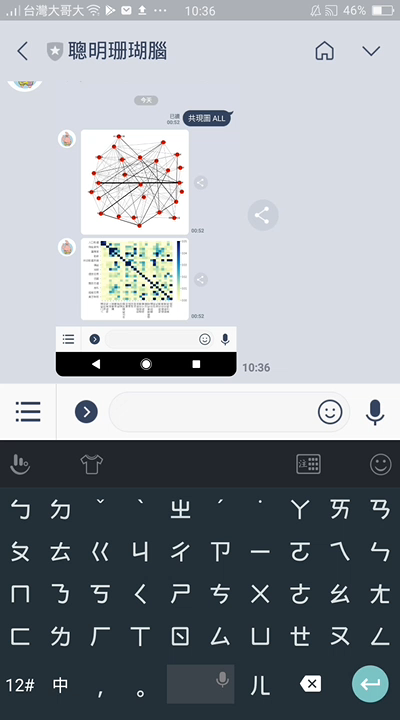 台灣大哥大 10:36 46%
聰明珊瑚腦
今天
已讀
00:52
共現圖 ALL
00:52
00:52
10:36
ㄅ ㄉ ˇ ˋ ㄓ ˊ ˙ ㄚ ㄞ ㄢ
ㄆ ㄊ ㄍ ㄐ ㄔ ㄗ ㄧ ㄛ ㄟ ㄣ
ㄇ ㄋ ㄎ ㄑ ㄕ ㄘ ㄨ ㄜ ㄠ ㄤ
ㄈ ㄌ ㄏ ㄒ ㄖ ㄙ ㄩ ㄝ ㄡ ㄥ
12# 中 , 。 ㄦ